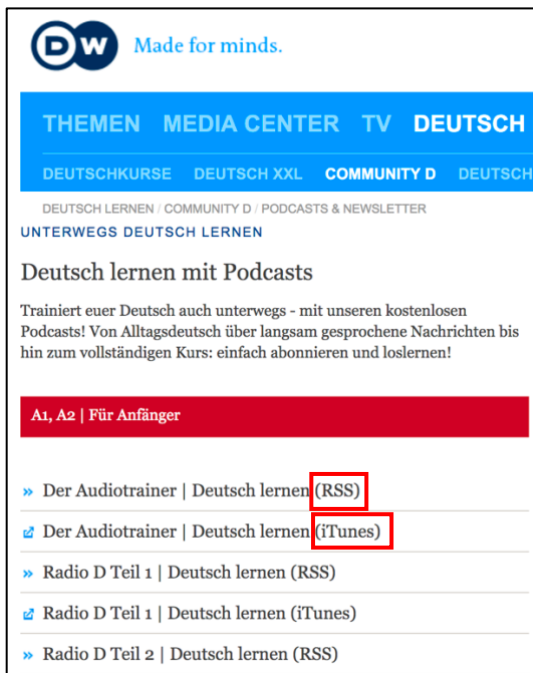 DW Made for minds.
THEMEN MEDIA CENTER TV DEUTSCH
DEUTSCHKURSE DEUTSCH XXL COMMUNITY D DEUTSCH
DEUTSCH LERNEN / COMMUNITY D / PODCASTS & NEWSLETTER
UNTERWEGS DEUTSCH LERNEN
Deutsch lernen mit Podcasts
Trainiert euer Deutsch auch unterwegs - mit unseren kostenlosen
Podcasts! Von Alltagsdeutsch über langsam gesprochene Nachrichten bis
hin zum vollständigen Kurs: einfach abonnieren und loslernen!
A1, A2 | Für Anfänger
» Der Audiotrainer | Deutsch lernen (RSS)
Der Audiotrainer | Deutsch lernen (iTunes)
» Radio D Teil 1 | Deutsch lernen (RSS)
Radio D Teil 1 | Deutsch lernen (iTunes)
» Radio D Teil 2 | Deutsch lernen (RSS)